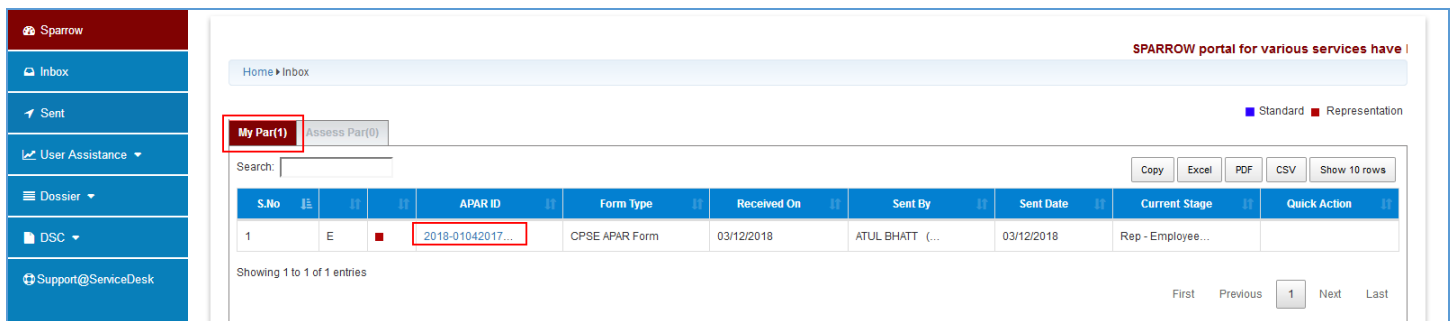 Sparrow
SPARROW portal for various services have
Inbox
Home Inbox
Sent
Standard Representation
My Par(1) Assess Par(0)
User Assistance
Search:
Copy Excel PDF CSV Show 10 rows
Dossier
S.No APAR ID Form Type Received On Sent By Sent Date Current Stage Quick Action
DSC
1 E 2018-01042017... CPSE APAR Form 03/12/2018 ATUL BHATT (... 03/12/2018 Rep - Employee...
Support@ServiceDesk
Showing 1 to 1 of 1 entries
First Previous 1 Next Last